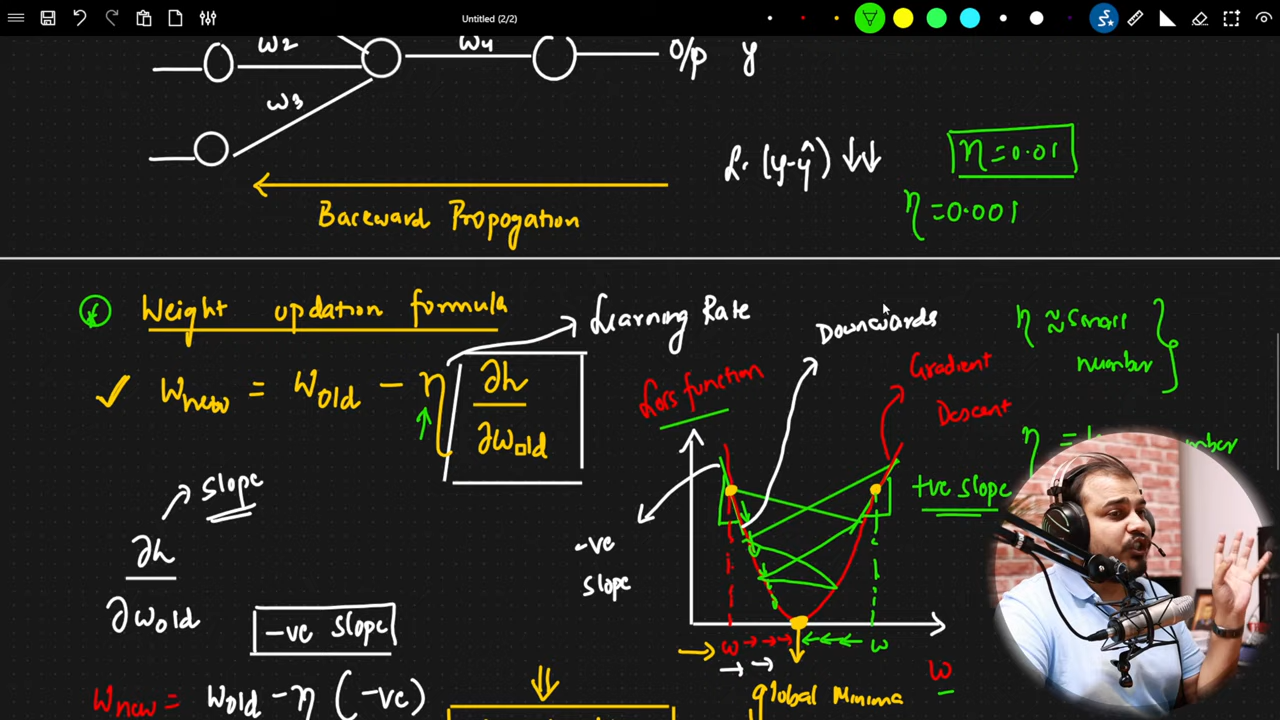 Untitled (2/2)
w2
w4
O/p y
w3
(y-ŷ) ↓↓
η = 0.01
η = 0.001
Backward Propogation
Weight updation formula
Learning Rate
Downwards
η ≈ small
number
Loss function
Gradient
Descent
Wnew = Wold - η ∂h
∂Wold
η =
slope
+ve slope
-ve
slope
∂h
∂Wold
-ve slope
w → → → ← ← ← w
w
Wnew = Wold - η (-ve)
global Minima